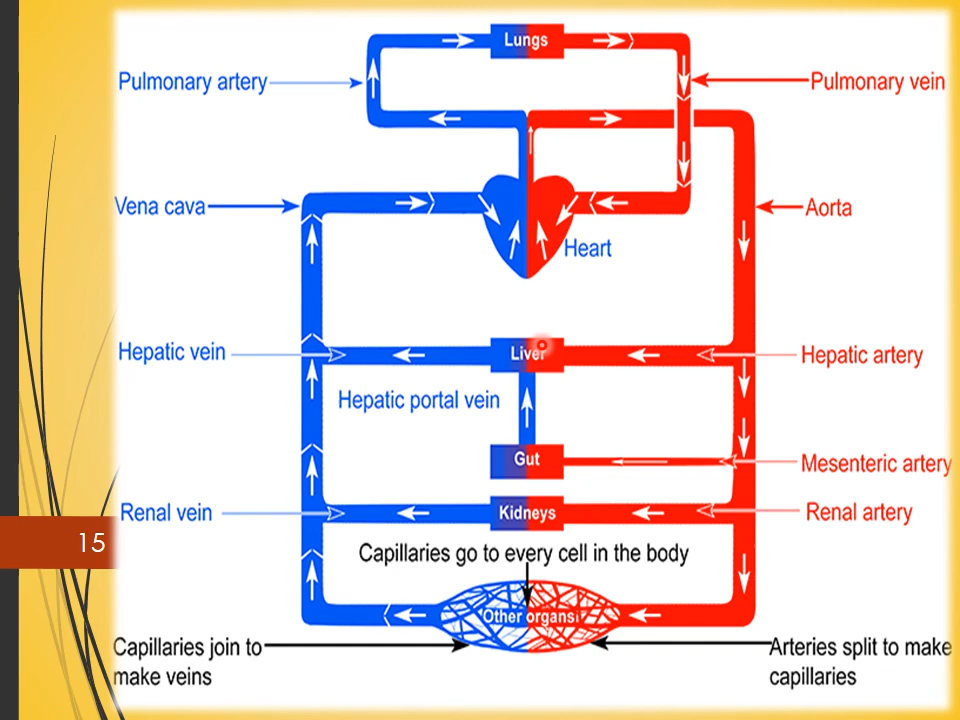 Lungs
Pulmonary artery
Pulmonary vein
Vena cava
Aorta
Heart
Hepatic vein
Liver
Hepatic artery
Hepatic portal vein
Gut
Mesenteric artery
Renal vein
Kidneys
Renal artery
15
Capillaries go to every cell in the body
Other organsi
Capillaries join to
make veins
Arteries split to make
capillaries